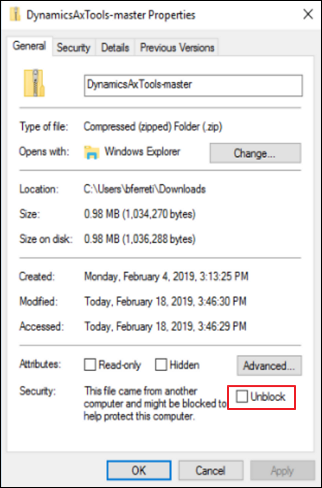 DynamicsAxTools-master Properties
General Security Details Previous Versions
DynamicsAxTools-master
Type of file: Compressed (zipped) Folder (.zip)
Opens with: Windows Explorer Change...
Location: C:\Users\bferreti\Downloads
Size: 0.98 MB (1,034,270 bytes)
Size on disk: 0.98 MB (1,036,288 bytes)
Created: Monday, February 4, 2019, 3:13:25 PM
Modified: Today, February 18, 2019, 3:46:30 PM
Accessed: Today, February 18, 2019, 3:46:29 PM
Attributes: Read-only Hidden Advanced...
Security: This file came from another Unblock
computer and might be blocked to
help protect this computer.
OK Cancel Apply